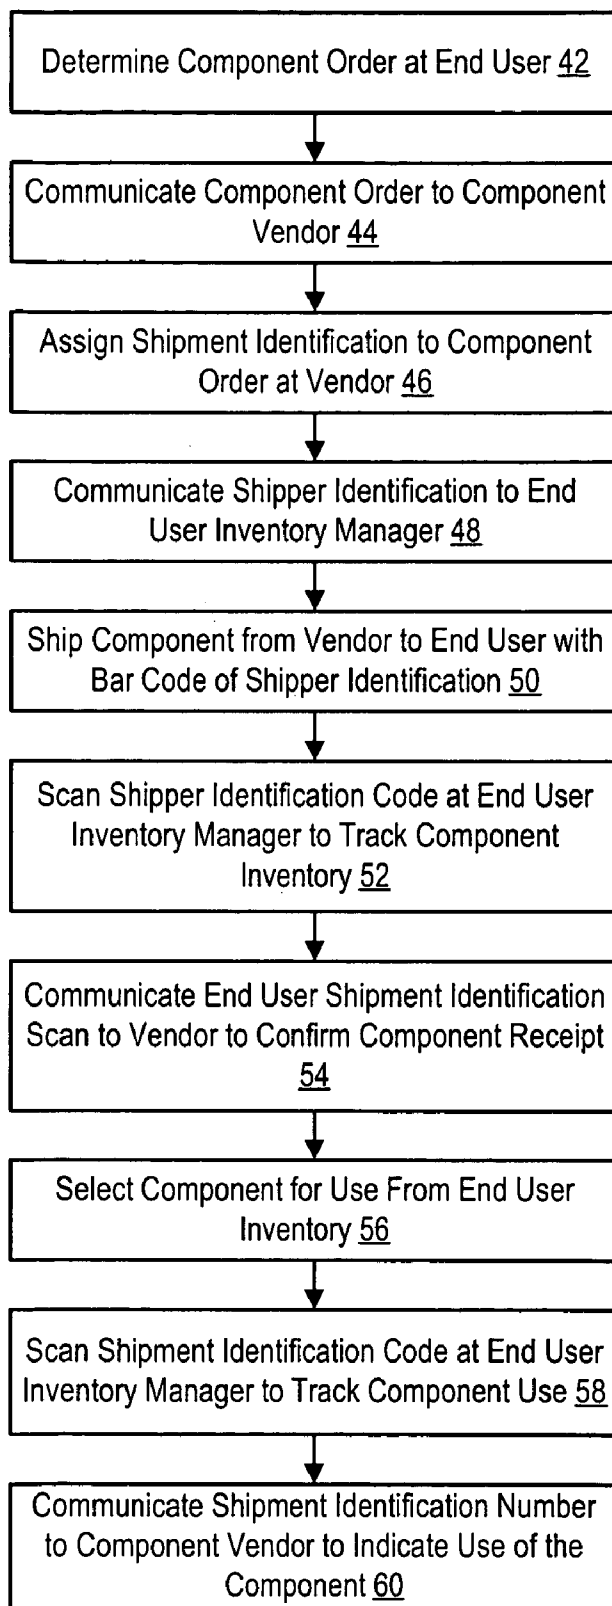 Determine Component Order at End User 42
Communicate Component Order to Component
Vendor 44
Assign Shipment Identification to Component
Order at Vendor 46
Communicate Shipper Identification to End
User Inventory Manager 48
Ship Component from Vendor to End User with
Bar Code of Shipper Identification 50
Scan Shipper Identification Code at End User
Inventory Manager to Track Component
Inventory 52
Communicate End User Shipment Identification
Scan to Vendor to Confirm Component Receipt
54
Select Component for Use From End User
Inventory 56
Scan Shipment Identification Code at End User
Inventory Manager to Track Component Use 58
Communicate Shipment Identification Number
to Component Vendor to Indicate Use of the
Component 60